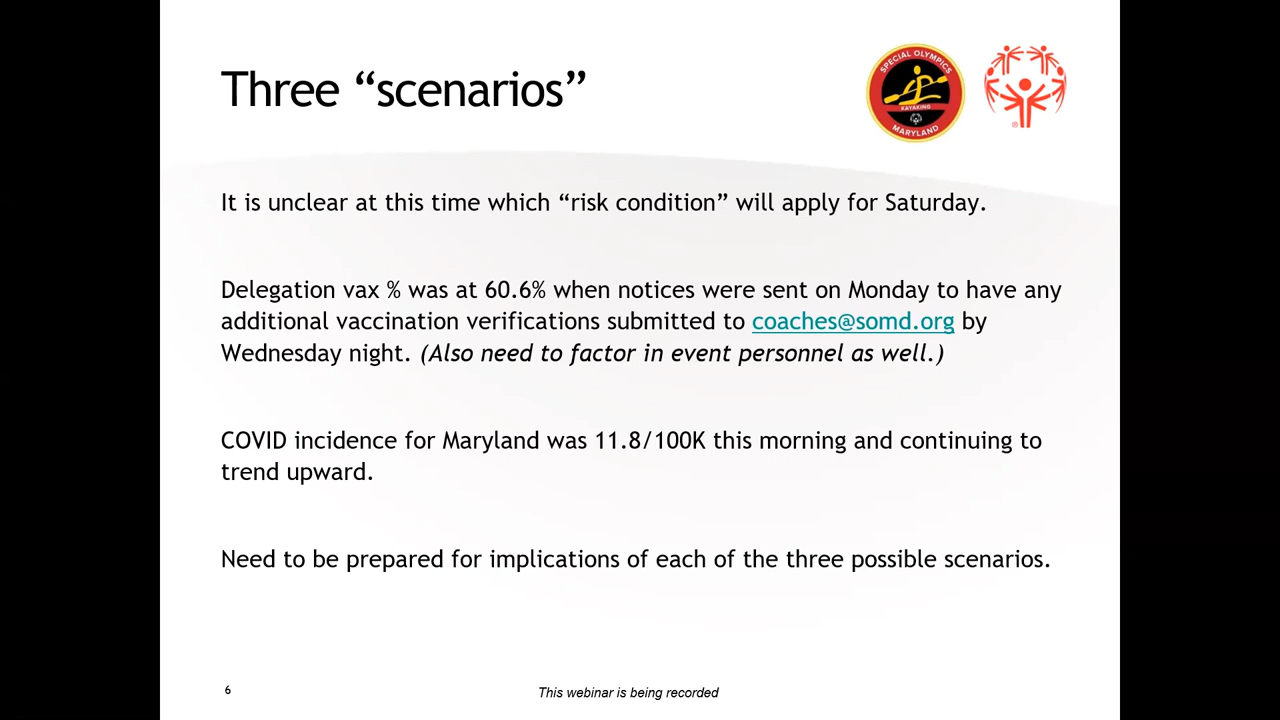 Three “scenarios”
SPECIAL OLYMPICS
KAYAKING
MARYLAND
®
It is unclear at this time which “risk condition” will apply for Saturday.
Delegation vax % was at 60.6% when notices were sent on Monday to have any
additional vaccination verifications submitted to coaches@somd.org by
Wednesday night. (Also need to factor in event personnel as well.)
COVID incidence for Maryland was 11.8/100K this morning and continuing to
trend upward.
Need to be prepared for implications of each of the three possible scenarios.
6
This webinar is being recorded